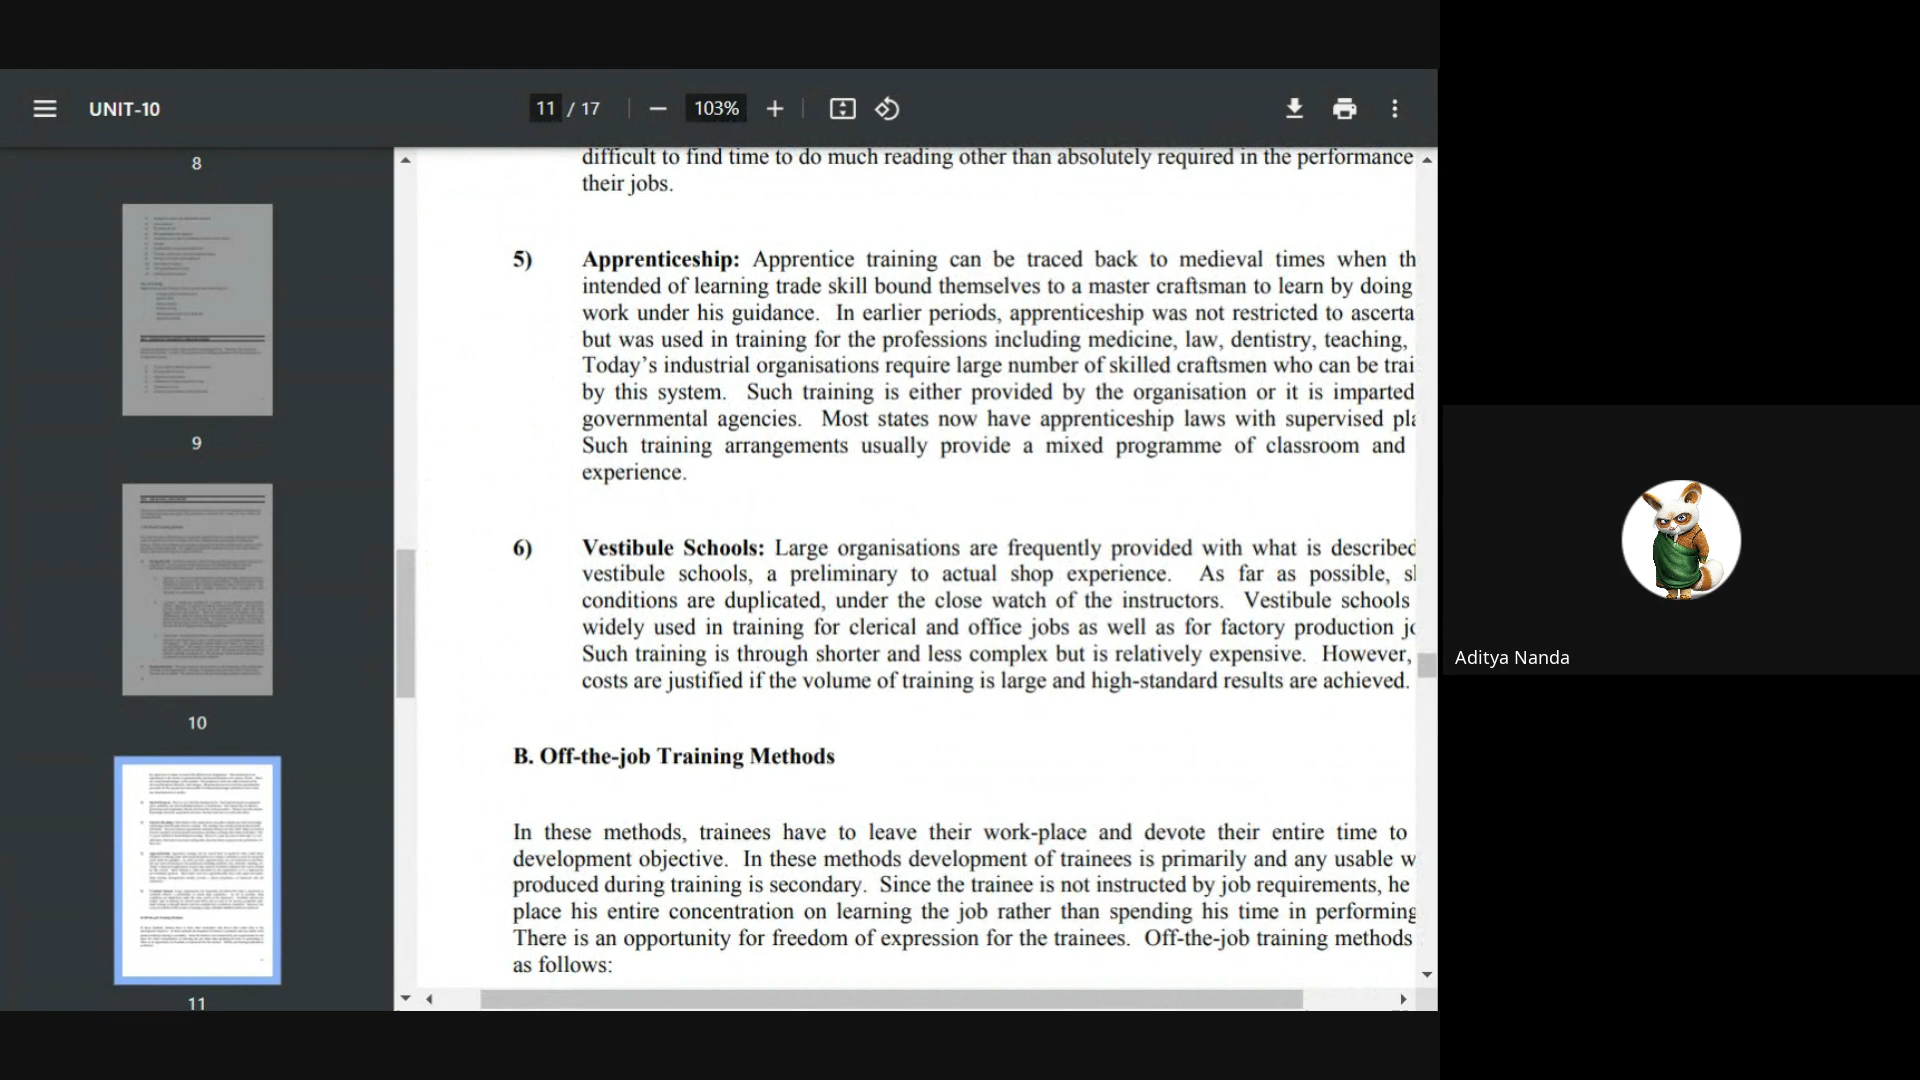 UNIT-10
11 / 17
103%
8
9
10
11
difficult to find time to do much reading other than absolutely required in the performance
their jobs.
5) Apprenticeship: Apprentice training can be traced back to medieval times when th
intended of learning trade skill bound themselves to a master craftsman to learn by doing
work under his guidance. In earlier periods, apprenticeship was not restricted to ascerta
but was used in training for the professions including medicine, law, dentistry, teaching,
Today's industrial organisations require large number of skilled craftsmen who can be trai
by this system. Such training is either provided by the organisation or it is imparted
governmental agencies. Most states now have apprenticeship laws with supervised pla
Such training arrangements usually provide a mixed programme of classroom and
experience.
6) Vestibule Schools: Large organisations are frequently provided with what is described
vestibule schools, a preliminary to actual shop experience. As far as possible, sl
conditions are duplicated, under the close watch of the instructors. Vestibule schools
widely used in training for clerical and office jobs as well as for factory production jo
Such training is through shorter and less complex but is relatively expensive. However,
costs are justified if the volume of training is large and high-standard results are achieved.
B. Off-the-job Training Methods
In these methods, trainees have to leave their work-place and devote their entire time to
development objective. In these methods development of trainees is primarily and any usable w
produced during training is secondary. Since the trainee is not instructed by job requirements, he
place his entire concentration on learning the job rather than spending his time in performing
There is an opportunity for freedom of expression for the trainees. Off-the-job training methods
as follows:
Aditya Nanda